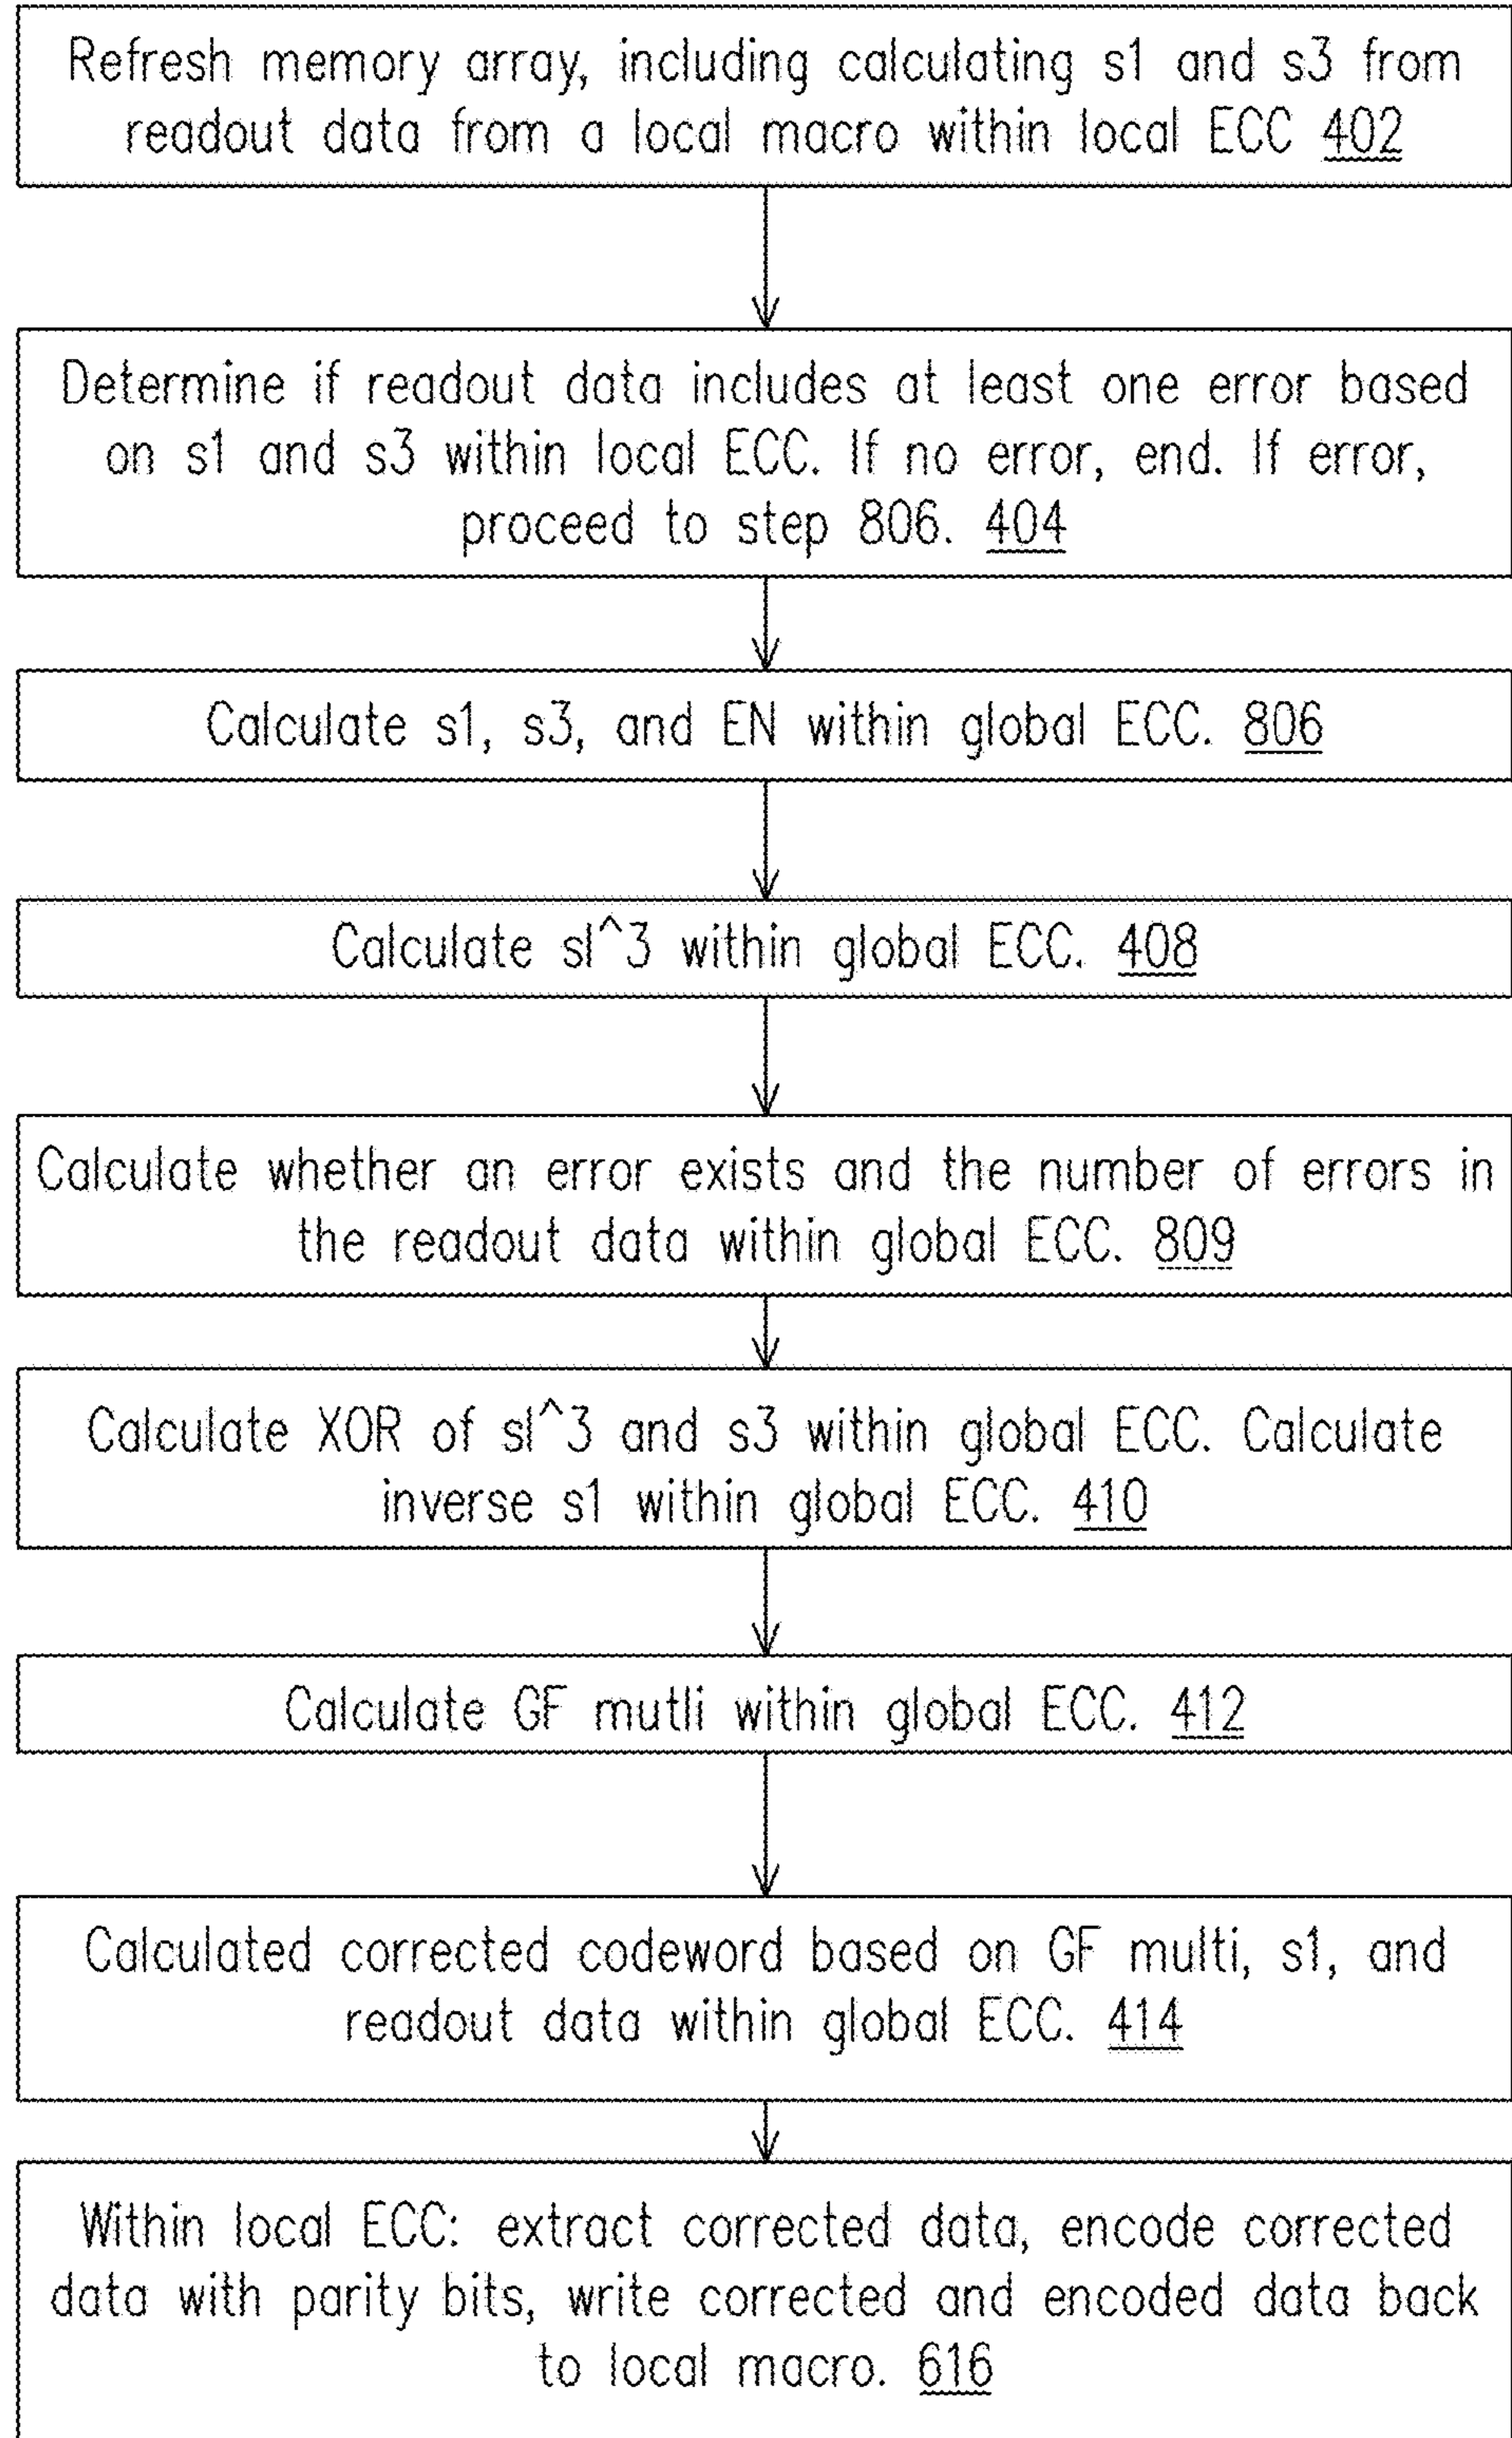 Refresh memory array, including calculating s1 and s3 from
readout data from a local macro within local ECC 402
Determine if readout data includes at least one error based
on s1 and s3 within local ECC. If no error, end. If error,
proceed to step 806. 404
Calculate s1, s3, and EN within global ECC. 806
Calculate sl^3 within global ECC. 408
Calculate whether an error exists and the number of errors in
the readout data within global ECC. 809
Calculate XOR of sl^3 and s3 within global ECC. Calculate
inverse s1 within global ECC. 410
Calculate GF mutli within global ECC. 412
Calculated corrected codeword based on GF multi, s1, and
readout data within global ECC. 414
Within local ECC: extract corrected data, encode corrected
data with parity bits, write corrected and encoded data back
to local macro. 616